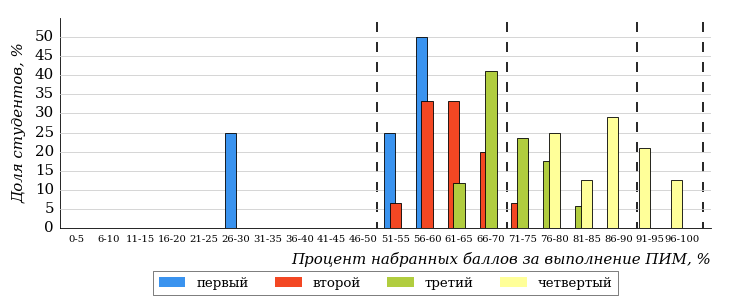 Доля студентов, %
50
45
40
35
30
25
20
15
10
5
0
0-5 6-10 11-15 16-20 21-25 26-30 31-35 36-40 41-45 46-50 51-55 56-60 61-65 66-70 71-75 76-80 81-85 86-90 91-95 96-100
Процент набранных баллов за выполнение ПИМ, %
первый второй третий четвертый